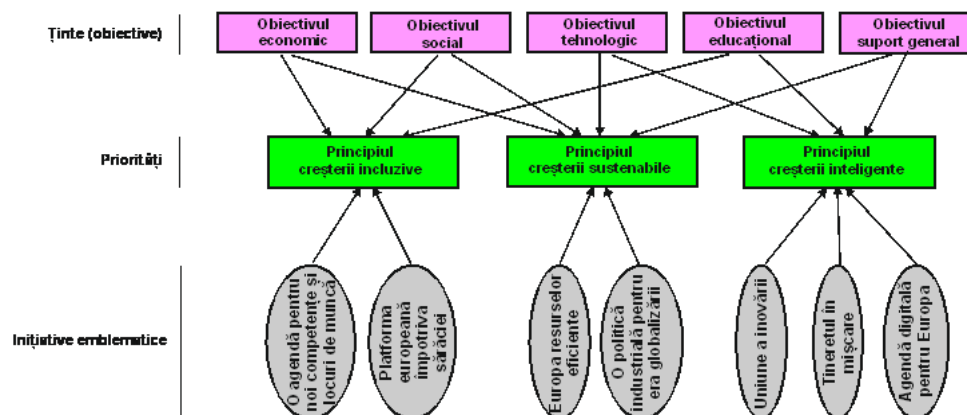 Ținte (obiective)
Obiectivul
economic
Obiectivul
social
Obiectivul
tehnologic
Obiectivul
educațional
Obiectivul
suport general
Priorități
Principiul
creșterii incluzive
Principiul
creșterii sustenabile
Principiul
creșterii inteligente
Inițiative emblematice
O agendă pentru
noi competențe și
locuri de muncă
Platforma
europeană
împotriva
sărăciei
Europa resurselor
eficiente
O politică
industrială pentru
era globalizării
Uniune a inovării
Tineretul în
mișcare
Agendă digitală
pentru Europa